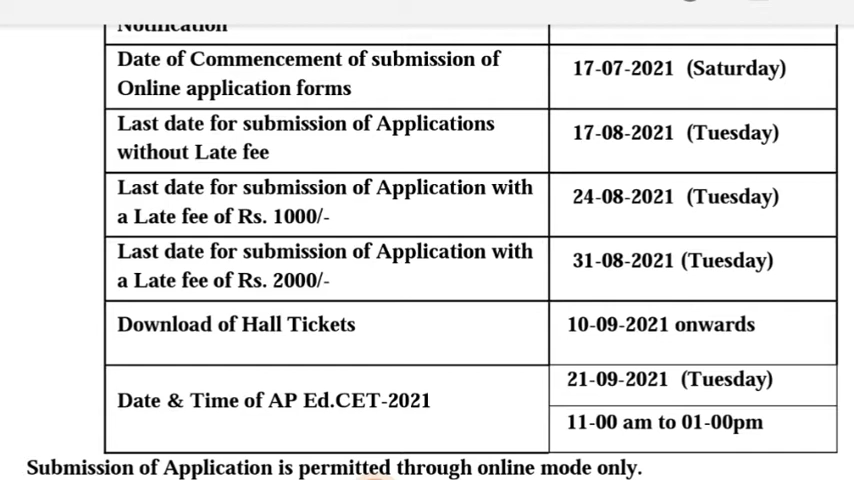 Notification
Date of Commencement of submission of
Online application forms
17-07-2021 (Saturday)
Last date for submission of Applications
without Late fee
17-08-2021 (Tuesday)
Last date for submission of Application with
a Late fee of Rs. 1000/-
24-08-2021 (Tuesday)
Last date for submission of Application with
a Late fee of Rs. 2000/-
31-08-2021 (Tuesday)
Download of Hall Tickets
10-09-2021 onwards
Date & Time of AP Ed.CET-2021
21-09-2021 (Tuesday)
11-00 am to 01-00pm
Submission of Application is permitted through online mode only.